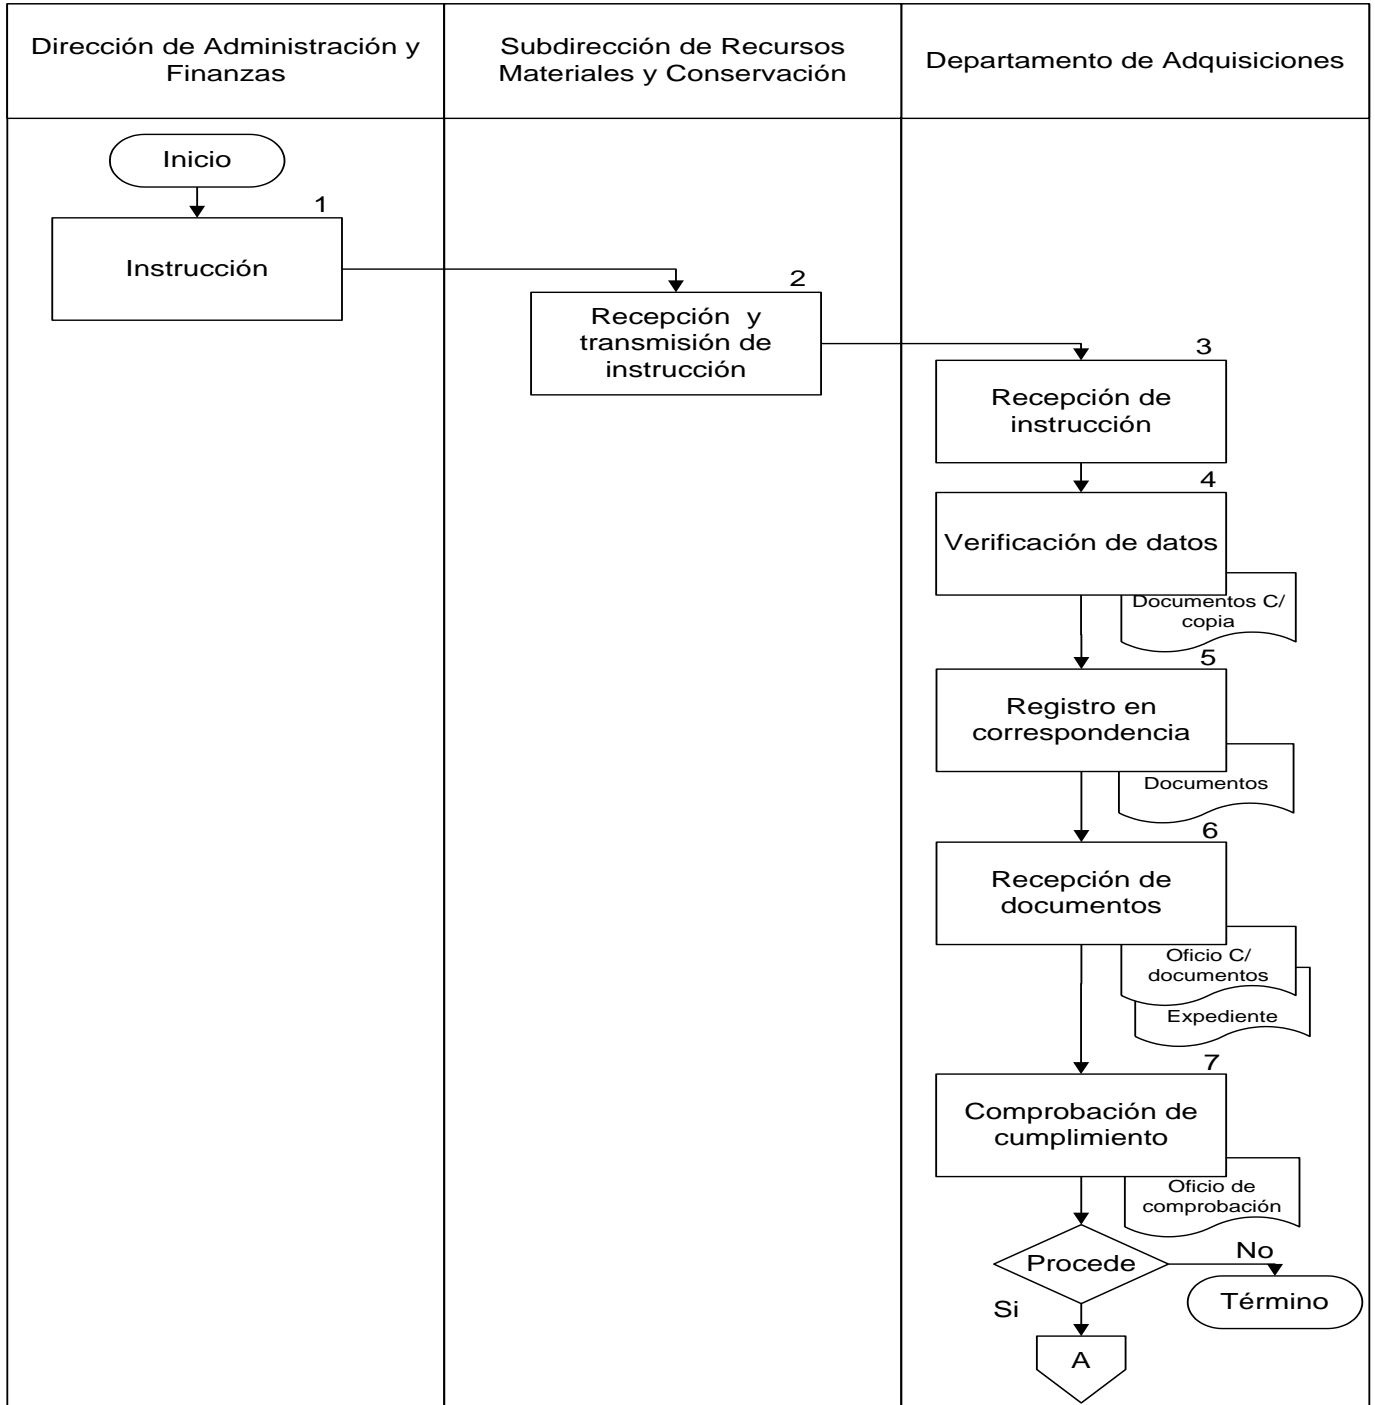 Dirección de Administración y
Finanzas
Subdirección de Recursos
Materiales y Conservación
Departamento de Adquisiciones
Inicio
1
Instrucción
2
Recepción y
transmisión de
instrucción
3
Recepción de
instrucción
4
Verificación de datos
Documentos C/
copia
5
Registro en
correspondencia
Documentos
6
Recepción de
documentos
Oficio C/
documentos
Expediente
7
Comprobación de
cumplimiento
Oficio de
comprobación
Procede
No
Término
Si
A